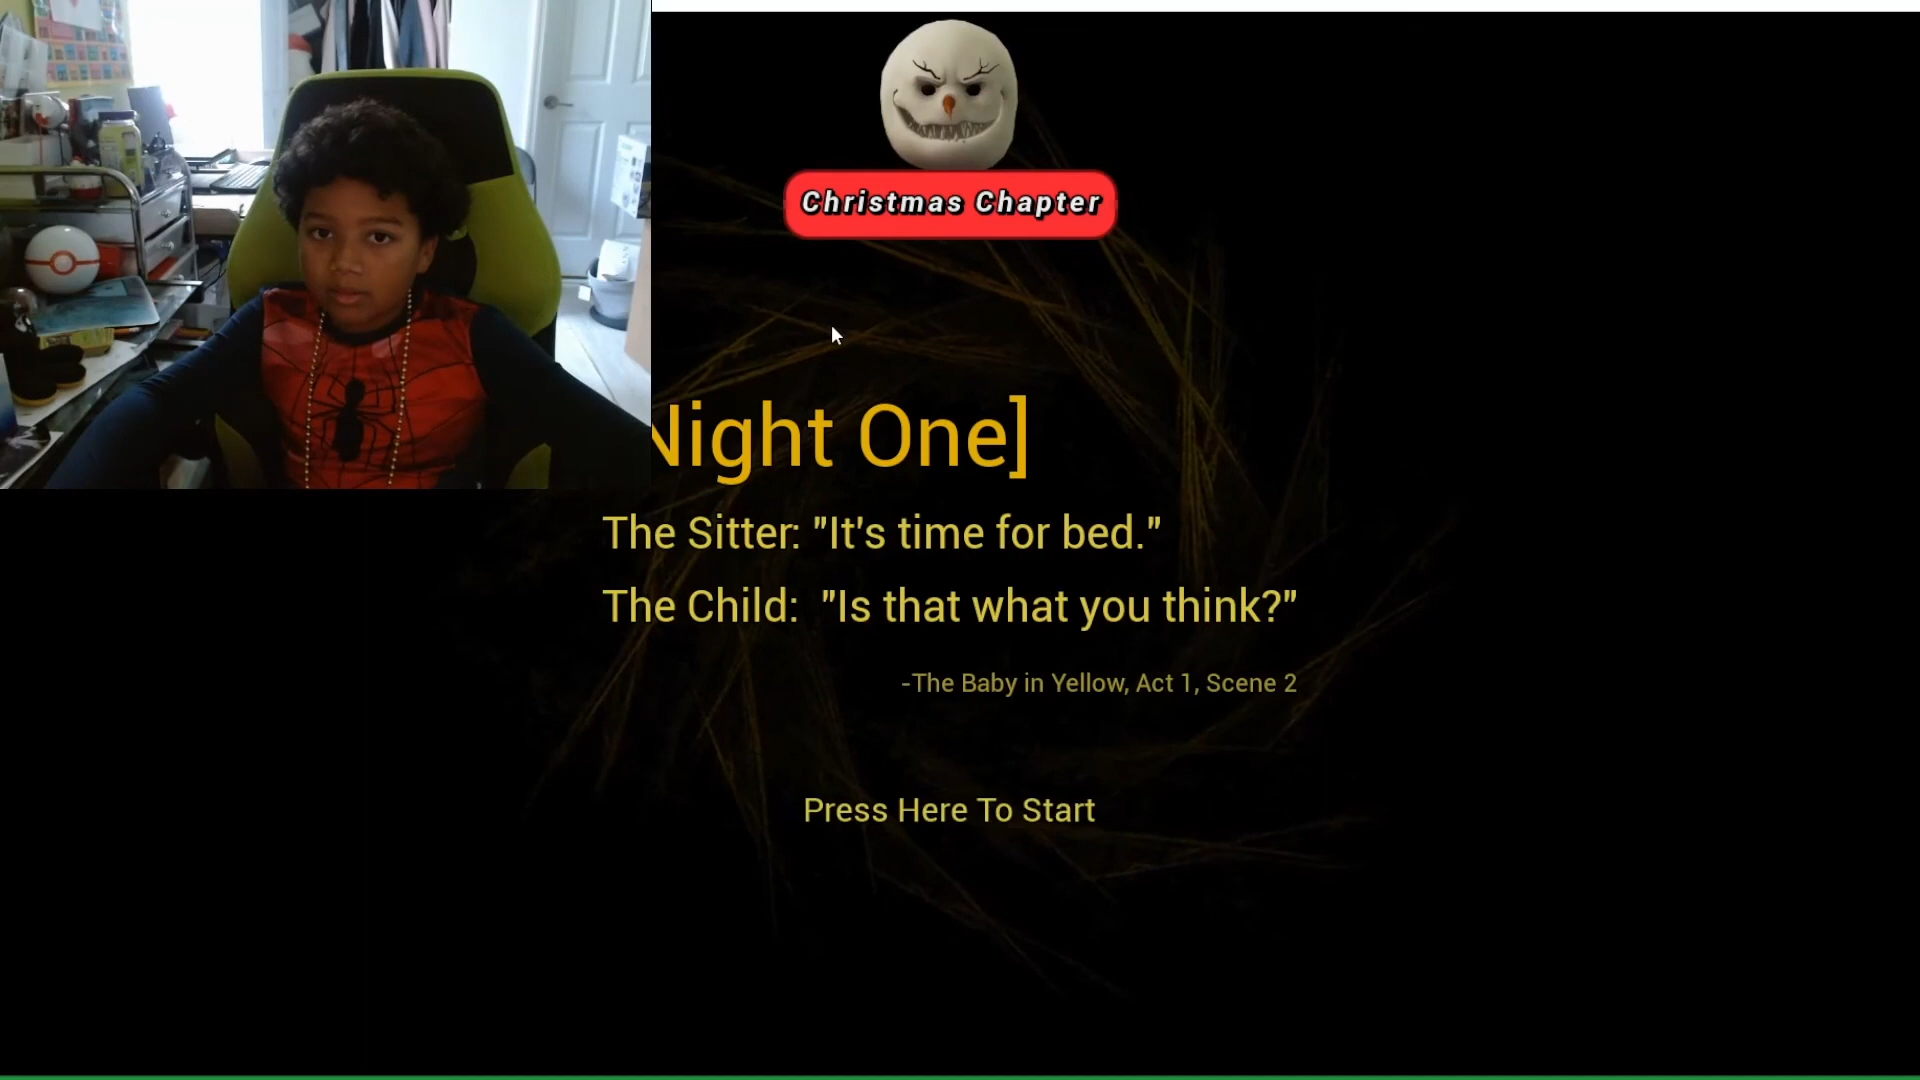 Christmas Chapter
Night One]
The Sitter: "It's time for bed."
The Child: "Is that what you think?"
-The Baby in Yellow, Act 1, Scene 2
Press Here To Start